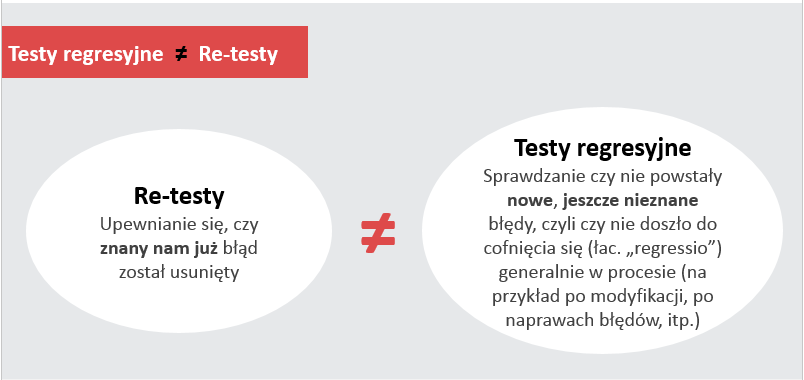 Testy regresyjne ≠ Re-testy
Re-testy
Upewnianie się, czy
znany nam już błąd
został usunięty
≠
Testy regresyjne
Sprawdzanie czy nie powstały
nowe, jeszcze nieznane
błędy, czyli czy nie doszło do
cofnięcia się (łac. „regressio”)
generalnie w procesie (na
przykład po modyfikacji, po
naprawach błędów, itp.)